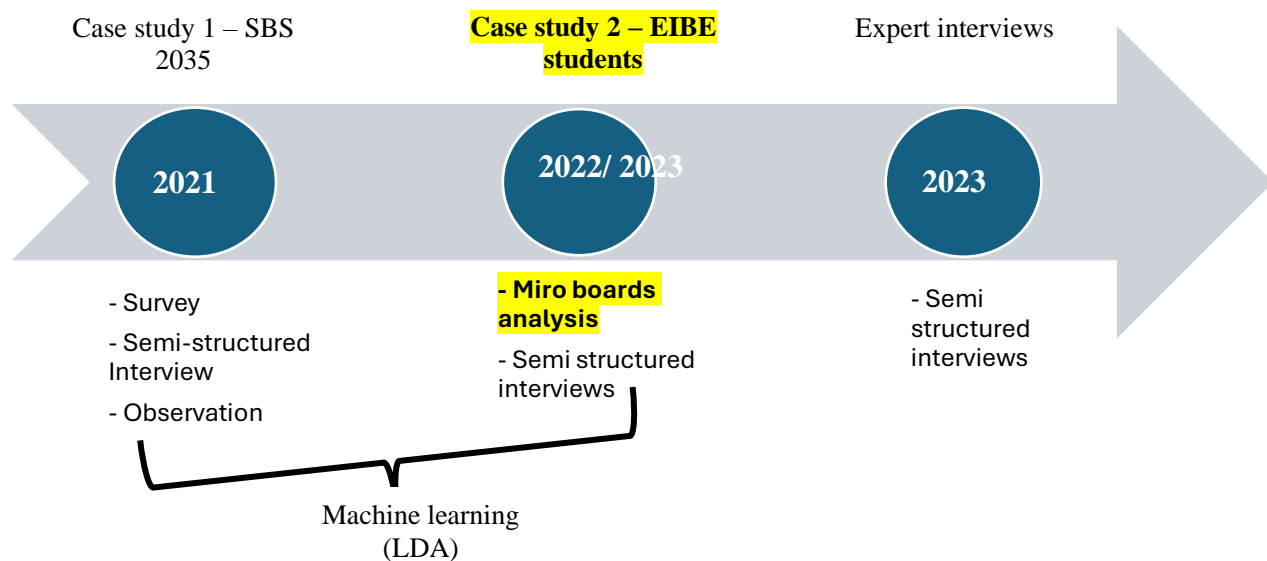 Case study 1 – SBS
2035
Case study 2 – EIBE
students
Expert interviews
2021
2022/ 2023
2023
- Survey
- Semi-structured
Interview
- Observation
- Miro boards
analysis
- Semi structured
interviews
- Semi
structured
interviews
Machine learning
(LDA)